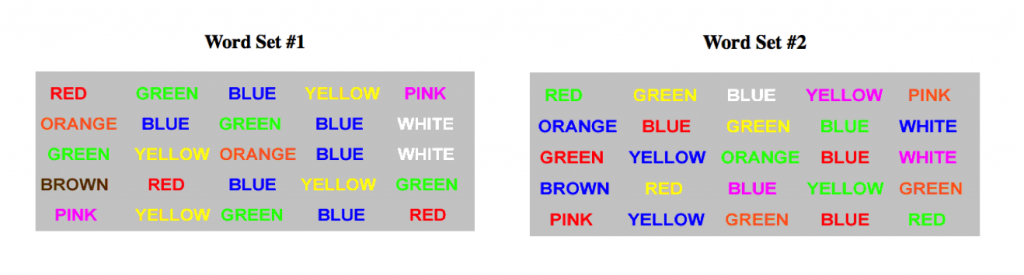 Word Set #1
RED GREEN BLUE YELLOW PINK
ORANGE BLUE GREEN BLUE WHITE
GREEN YELLOW ORANGE BLUE WHITE
BROWN RED BLUE YELLOW GREEN
PINK YELLOW GREEN BLUE RED
Word Set #2
RED GREEN BLUE YELLOW PINK
ORANGE BLUE GREEN BLUE WHITE
GREEN YELLOW ORANGE BLUE WHITE
BROWN RED BLUE YELLOW GREEN
PINK YELLOW GREEN BLUE RED